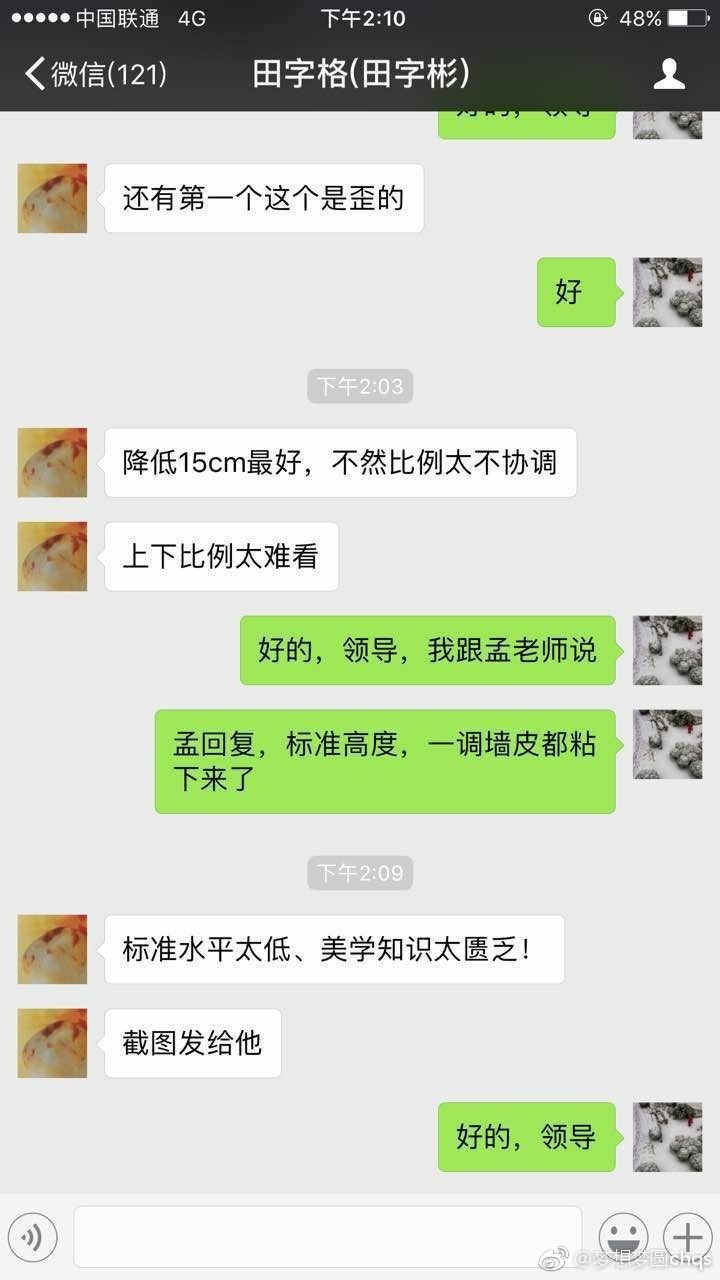 中国联通 4G 下午2:10 48%
微信(121) 田字格(田字彬)
好的，领导
还有第一个这个是歪的
好
下午2:03
降低15cm最好，不然比例太不协调
上下比例太难看
好的，领导，我跟孟老师说
孟回复，标准高度，一调墙皮都粘
下来了
下午2:09
标准水平太低、美学知识太匮乏！
截图发给他
好的，领导
@梦想梦圆chqs